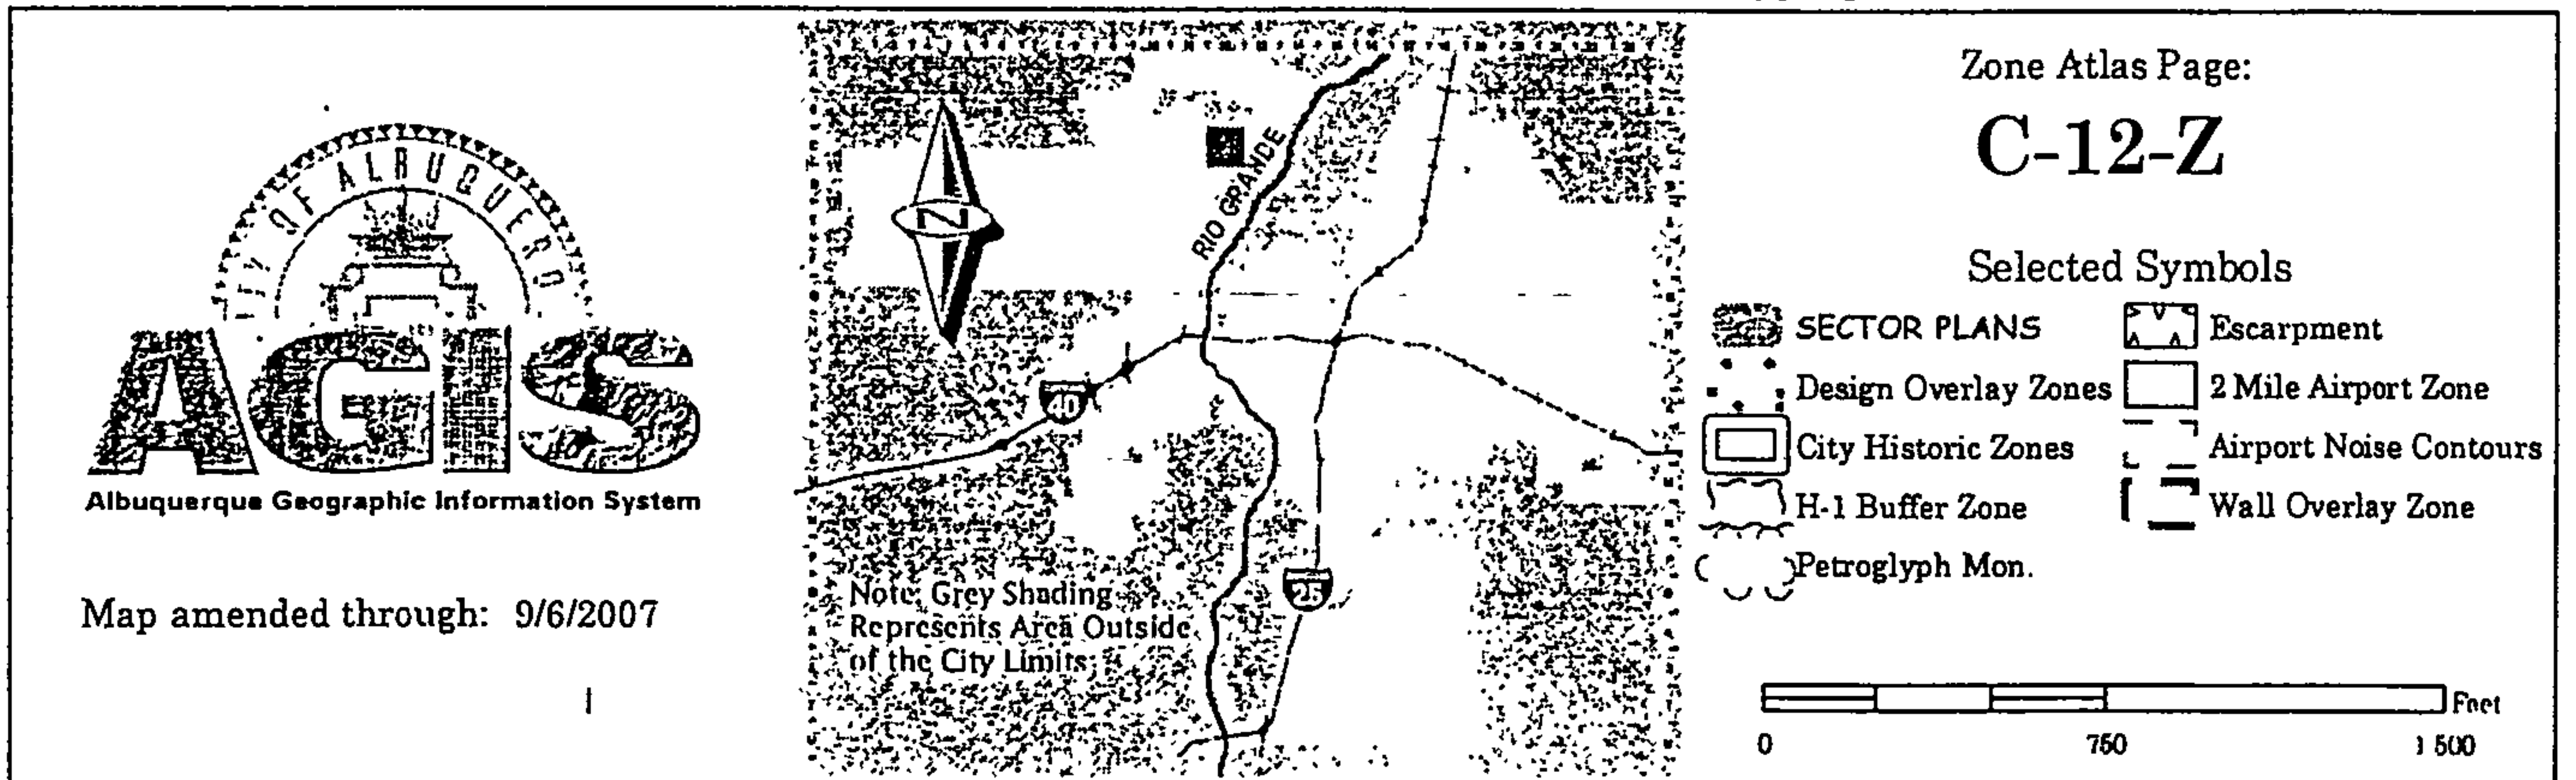 CITY OF ALBUQUERQ
AGIS
Albuquerque Geographic Information System
Map amended through: 9/6/2007
N
RIO GRANDE
40
25
Note: Grey Shading
Represents Area Outside
of the City Limits
Zone Atlas Page:
C-12-Z
Selected Symbols
SECTOR PLANS
Escarpment
Design Overlay Zones
2 Mile Airport Zone
City Historic Zones
Airport Noise Contours
H-1 Buffer Zone
Wall Overlay Zone
Petroglyph Mon.
Feet
0 750 1 500